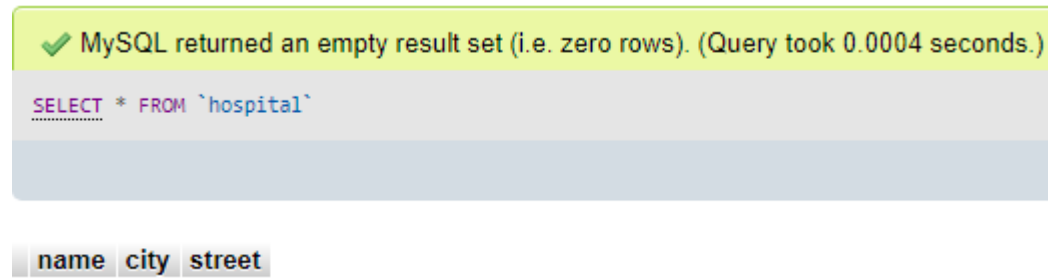 MySQL returned an empty result set (i.e. zero rows). (Query took 0.0004 seconds.)
SELECT * FROM `hospital`
name city street